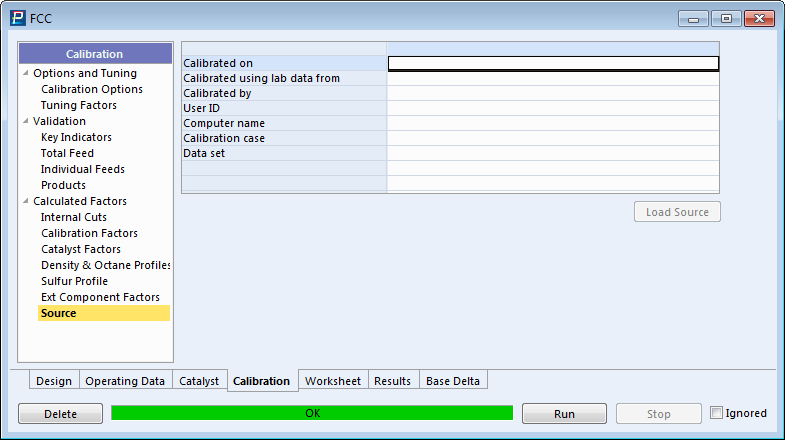 FCC
Calibration
Options and Tuning
Calibration Options
Tuning Factors
Validation
Key Indicators
Total Feed
Individual Feeds
Products
Calculated Factors
Internal Cuts
Calibration Factors
Catalyst Factors
Density & Octane Profiles
Sulfur Profile
Ext Component Factors
Source
Calibrated on
Calibrated using lab data from
Calibrated by
User ID
Computer name
Calibration case
Data set
Load Source
Design Operating Data Catalyst Calibration Worksheet Results Base Delta
Delete OK Run Stop Ignored